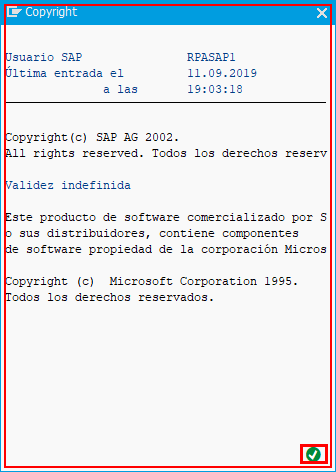 Copyright
Usuario SAP RPASAP1
Última entrada el 11.09.2019
a las 19:03:18
Copyright(c) SAP AG 2002.
All rights reserved. Todos los derechos reserv
Validez indefinida
Este producto de software comercializado por S
o sus distribuidores, contiene componentes
de software propiedad de la corporación Micros
Copyright (c) Microsoft Corporation 1995.
Todos los derechos reservados.